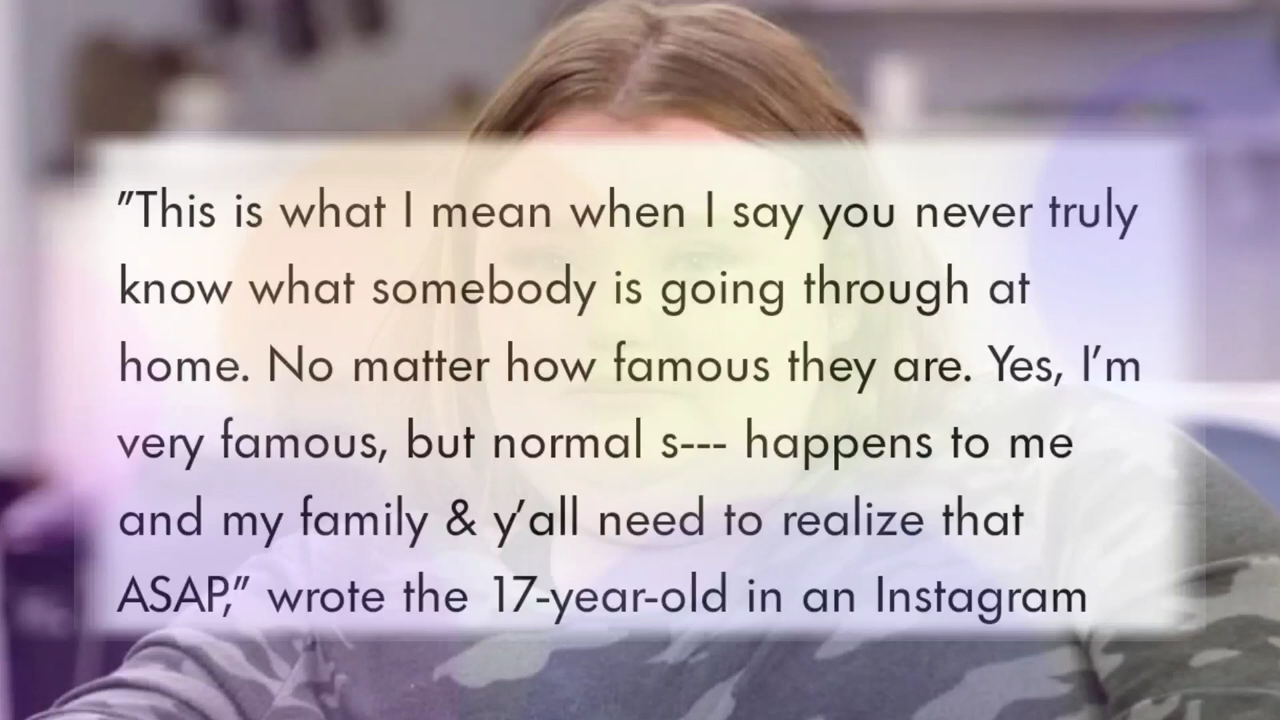 "This is what I mean when I say you never truly
know what somebody is going through at
home. No matter how famous they are. Yes, I'm
very famous, but normal s--- happens to me
and my family & y'all need to realize that
ASAP," wrote the 17-year-old in an Instagram